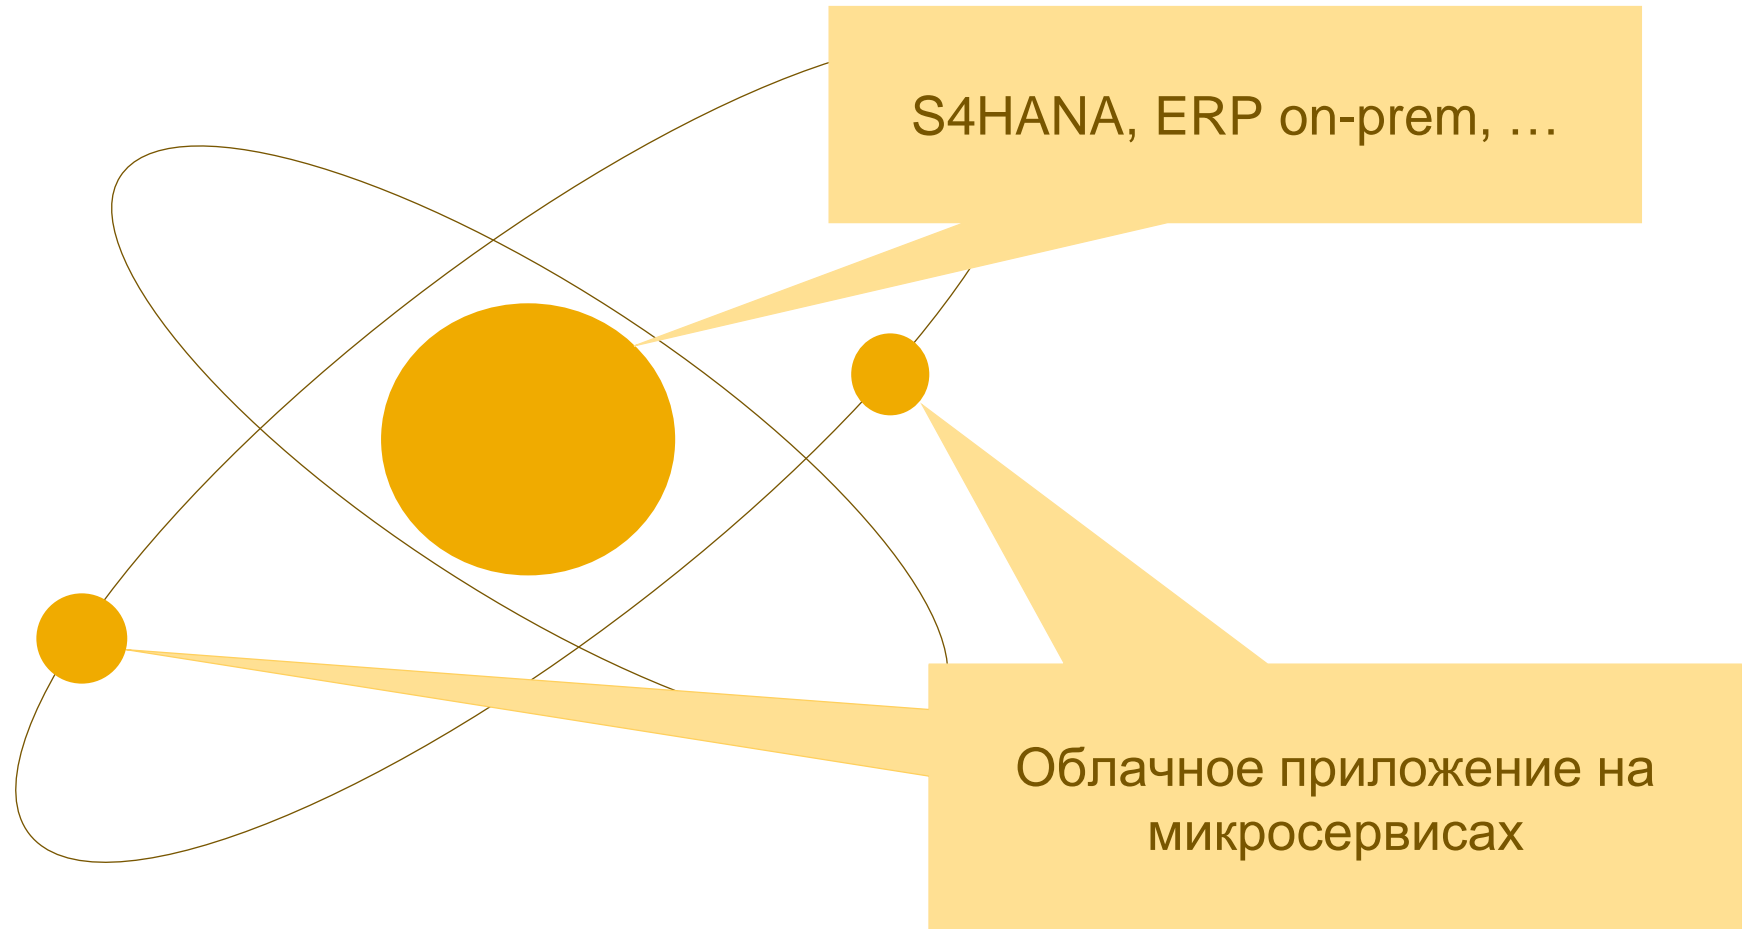 S4HANA, ERP on-prem, …
Облачное приложение на
микросервисах